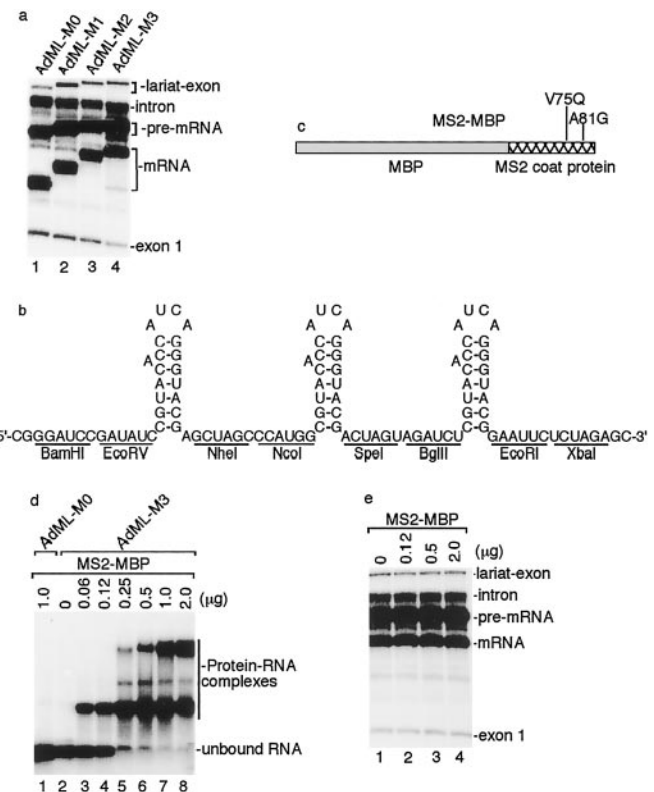 a
AdML-M0
AdML-M1
AdML-M2
AdML-M3
-lariat-exon
-intron
-pre-mRNA
-mRNA
-exon 1
1 2 3 4
c
MS2-MBP
V75Q
A81G
MBP
MS2 coat protein
b
U C
A A
C-G
C-G
A C-G
A-U
U-A
G-C
G-C
C
U C
A A
C-G
C-G
A C-G
A-U
U-A
G-C
G-C
C
U C
A A
C-G
C-G
A C-G
A-U
U-A
G-C
G-C
C
5'-CGGGAUCCGAUAUC AGCUAGCCCAUGG ACUAGUAGAUCU GAAUUCUCUAGAGC-3'
BamHI EcoRV NheI NcoI SpeI BglII EcoRI XbaI
d
AdML-M0
AdML-M3
MS2-MBP
1.0 0 0.06 0.12 0.25 0.5 1.0 2.0 (µg)
-Protein-RNA
complexes
-unbound RNA
1 2 3 4 5 6 7 8
e
MS2-MBP
0 0.12 0.5 2.0 (µg)
-lariat-exon
-intron
-pre-mRNA
-mRNA
-exon 1
1 2 3 4